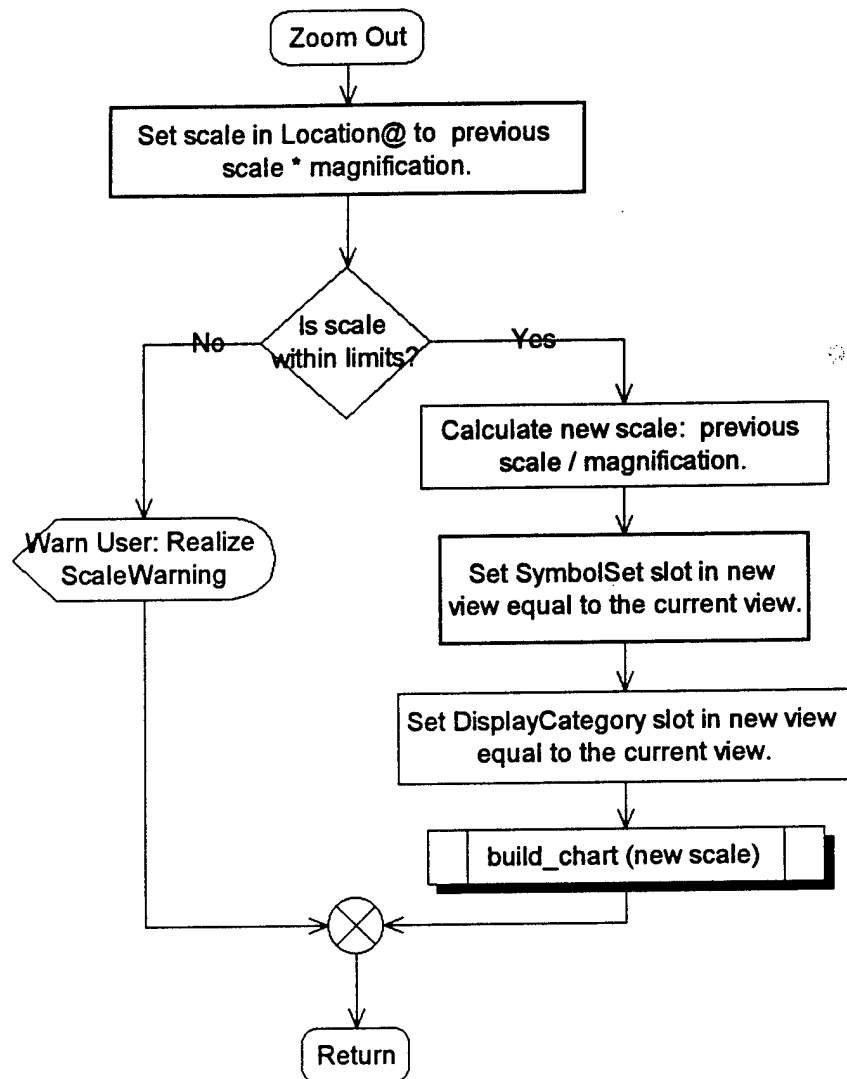 Zoom Out
Set scale in Location@ to previous
scale * magnification.
Is scale
within limits?
No
Yes
Calculate new scale: previous
scale / magnification.
Warn User: Realize
ScaleWarning
Set SymbolSet slot in new
view equal to the current view.
Set DisplayCategory slot in new view
equal to the current view.
build_chart (new scale)
Return